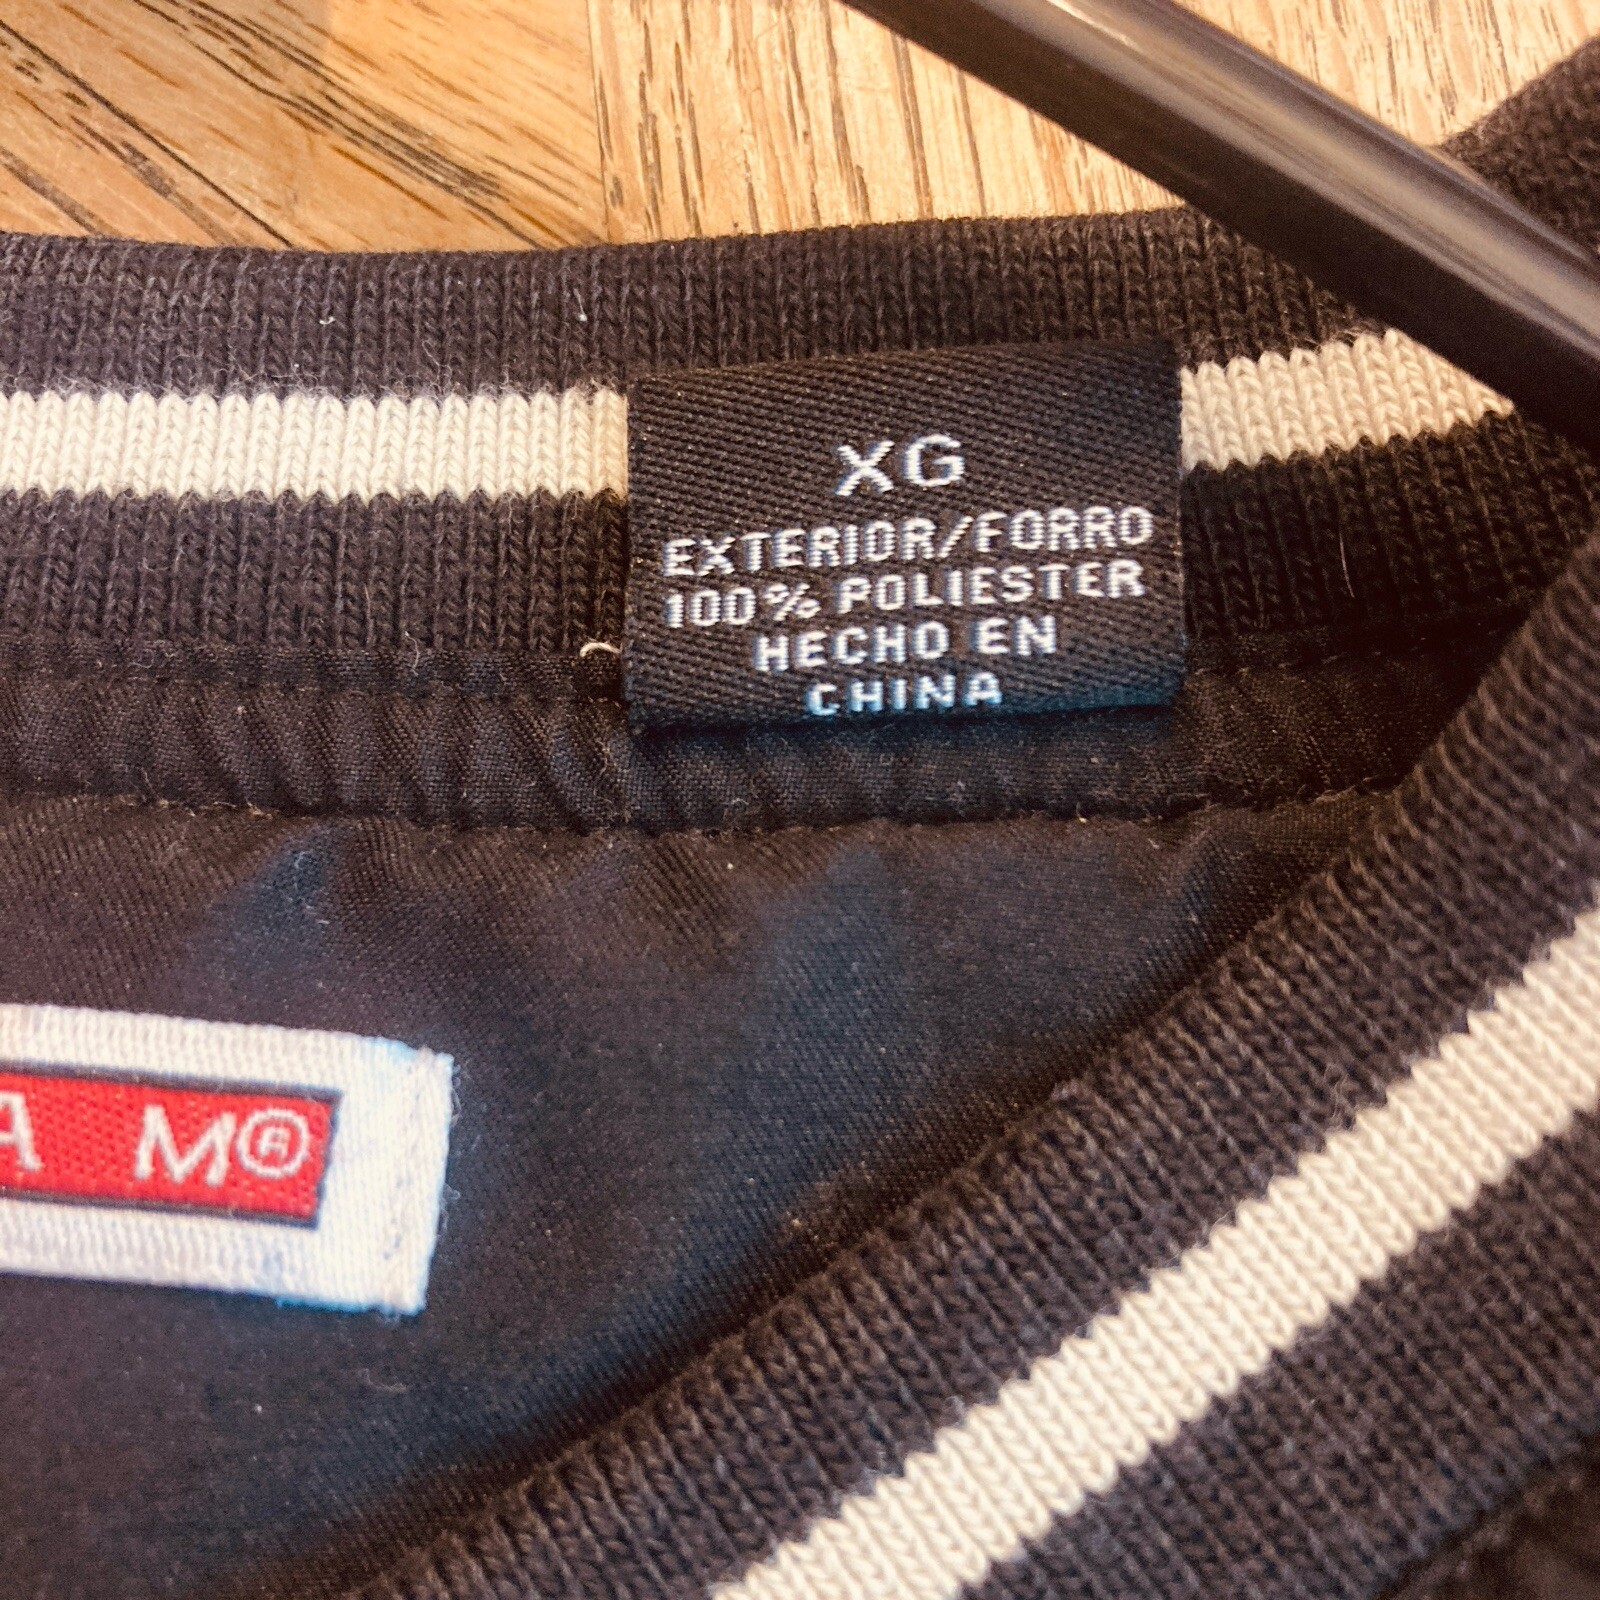 XG
EXTERIOR/FORRO
100% POLIESTER
HECHO EN
CHINA
A M®